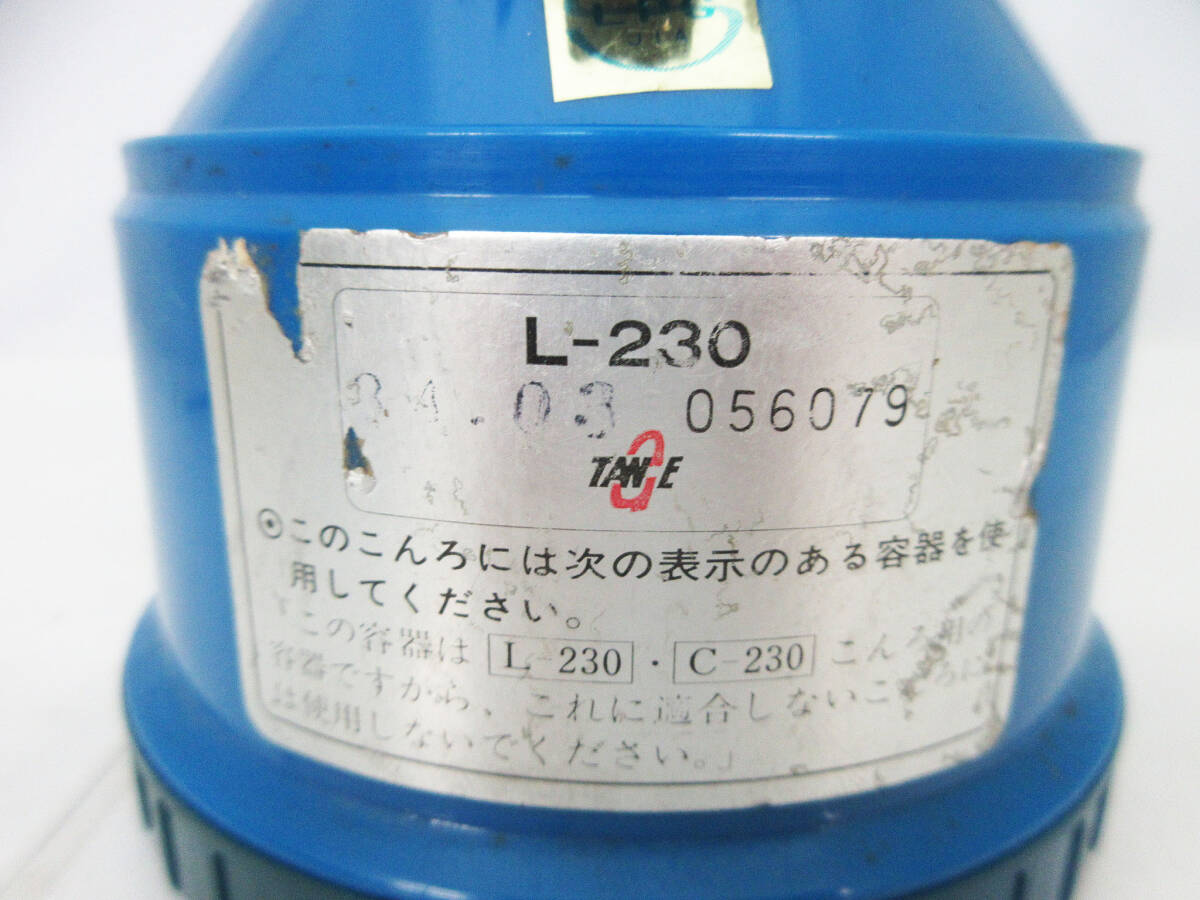 L-230
84.03 056079
TAN-E
⦿このこんろには次の表示のある容器を使
用してください。
「この容器は L-230 ・ C-230 こんろ用の
容器ですから、これに適合しないこんろに
は使用しないでください。」